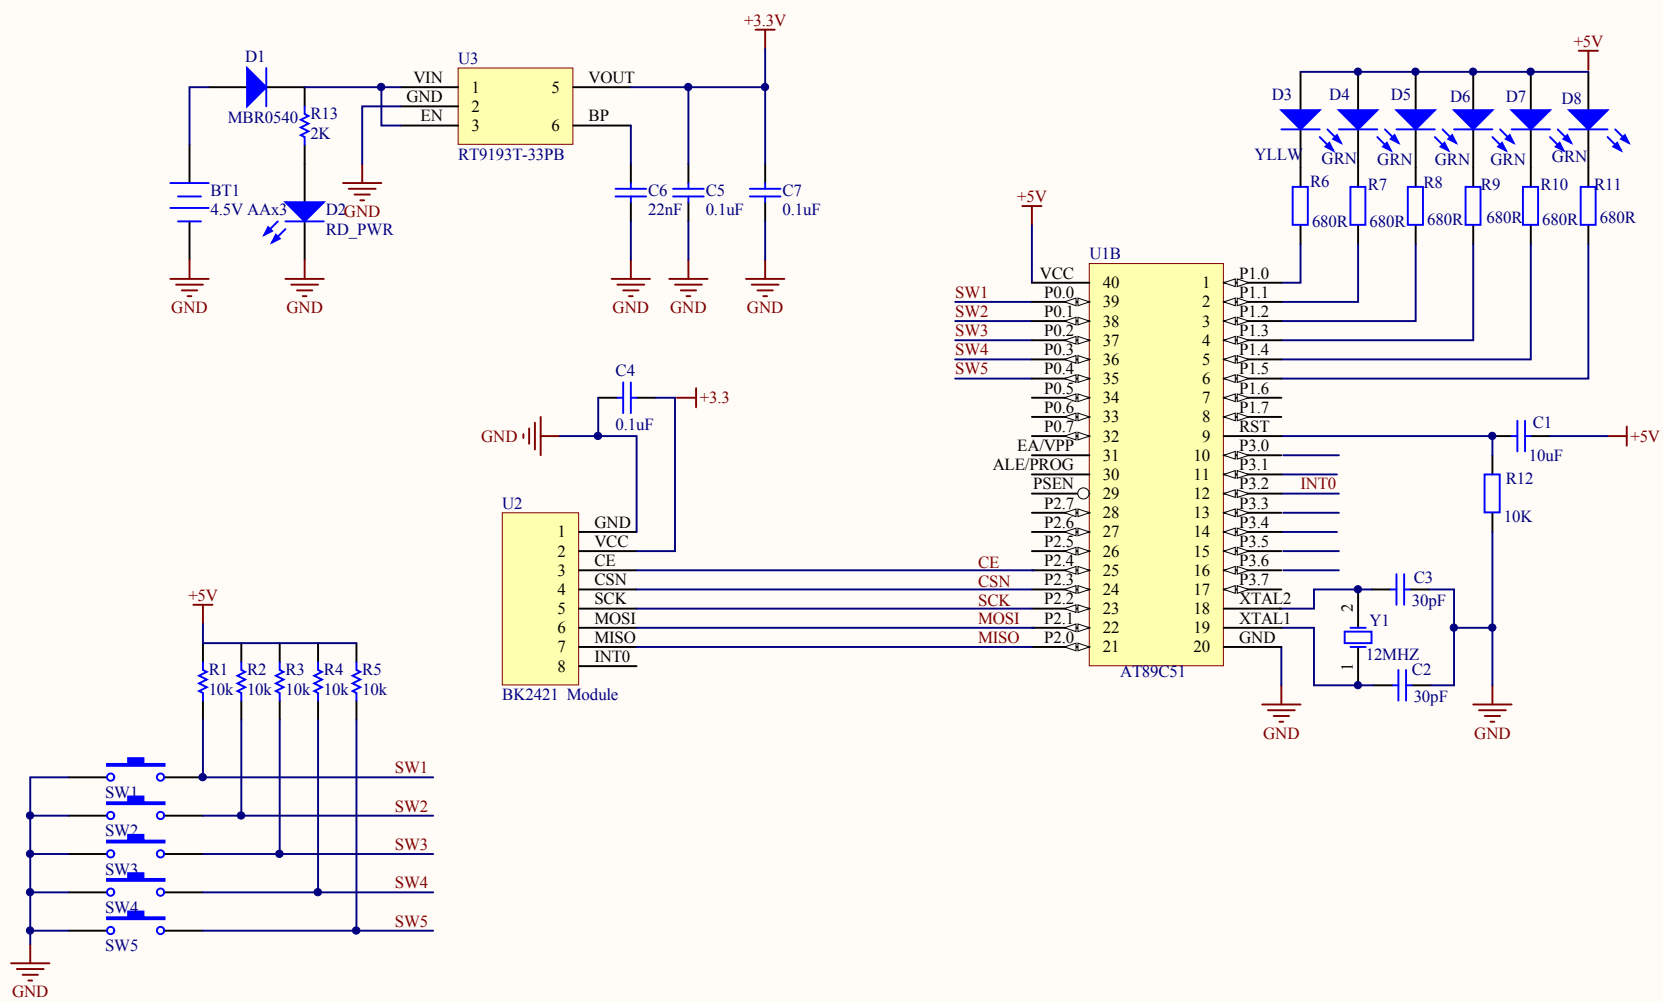 +3.3V
D1
MBR0540
R13
2K
BT1
4.5V AAx3
D2
RD_PWR
GND
GND
GND
U3
VIN
GND
EN
1
2
3
5
6
VOUT
BP
RT9193T-33PB
C6
22nF
C5
0.1uF
C7
0.1uF
GND
GND
GND
+5V
D3
D4
D5
D6
D7
D8
YLLW
GRN
GRN
GRN
GRN
GRN
R6
680R
R7
680R
R8
680R
R9
680R
R10
680R
R11
680R
+5V
U1B
VCC 40
SW1 P0.0 39
SW2 P0.1 38
SW3 P0.2 37
SW4 P0.3 36
SW5 P0.4 35
P0.5 34
P0.6 33
P0.7 32
EA/VPP 31
ALE/PROG 30
PSEN 29
P2.7 28
P2.6 27
P2.5 26
CE P2.4 25
CSN P2.3 24
SCK P2.2 23
MOSI P2.1 22
MISO P2.0 21
1 P1.0
2 P1.1
3 P1.2
4 P1.3
5 P1.4
6 P1.5
7 P1.6
8 P1.7
9 RST
10 P3.0
11 P3.1
12 P3.2 INT0
13 P3.3
14 P3.4
15 P3.5
16 P3.6
17 P3.7
18 XTAL2
19 XTAL1
20 GND
AT89C51
C1
10uF
+5V
R12
10K
C3
30pF
2
Y1
12MHZ
1
C2
30pF
GND
GND
C4
0.1uF
+3.3
GND
U2
1 GND
2 VCC
3 CE
4 CSN
5 SCK
6 MOSI
7 MISO
8 INT0
BK2421 Module
+5V
R1
10k
R2
10k
R3
10k
R4
10k
R5
10k
SW1
SW1
SW2
SW2
SW3
SW3
SW4
SW4
SW5
SW5
GND